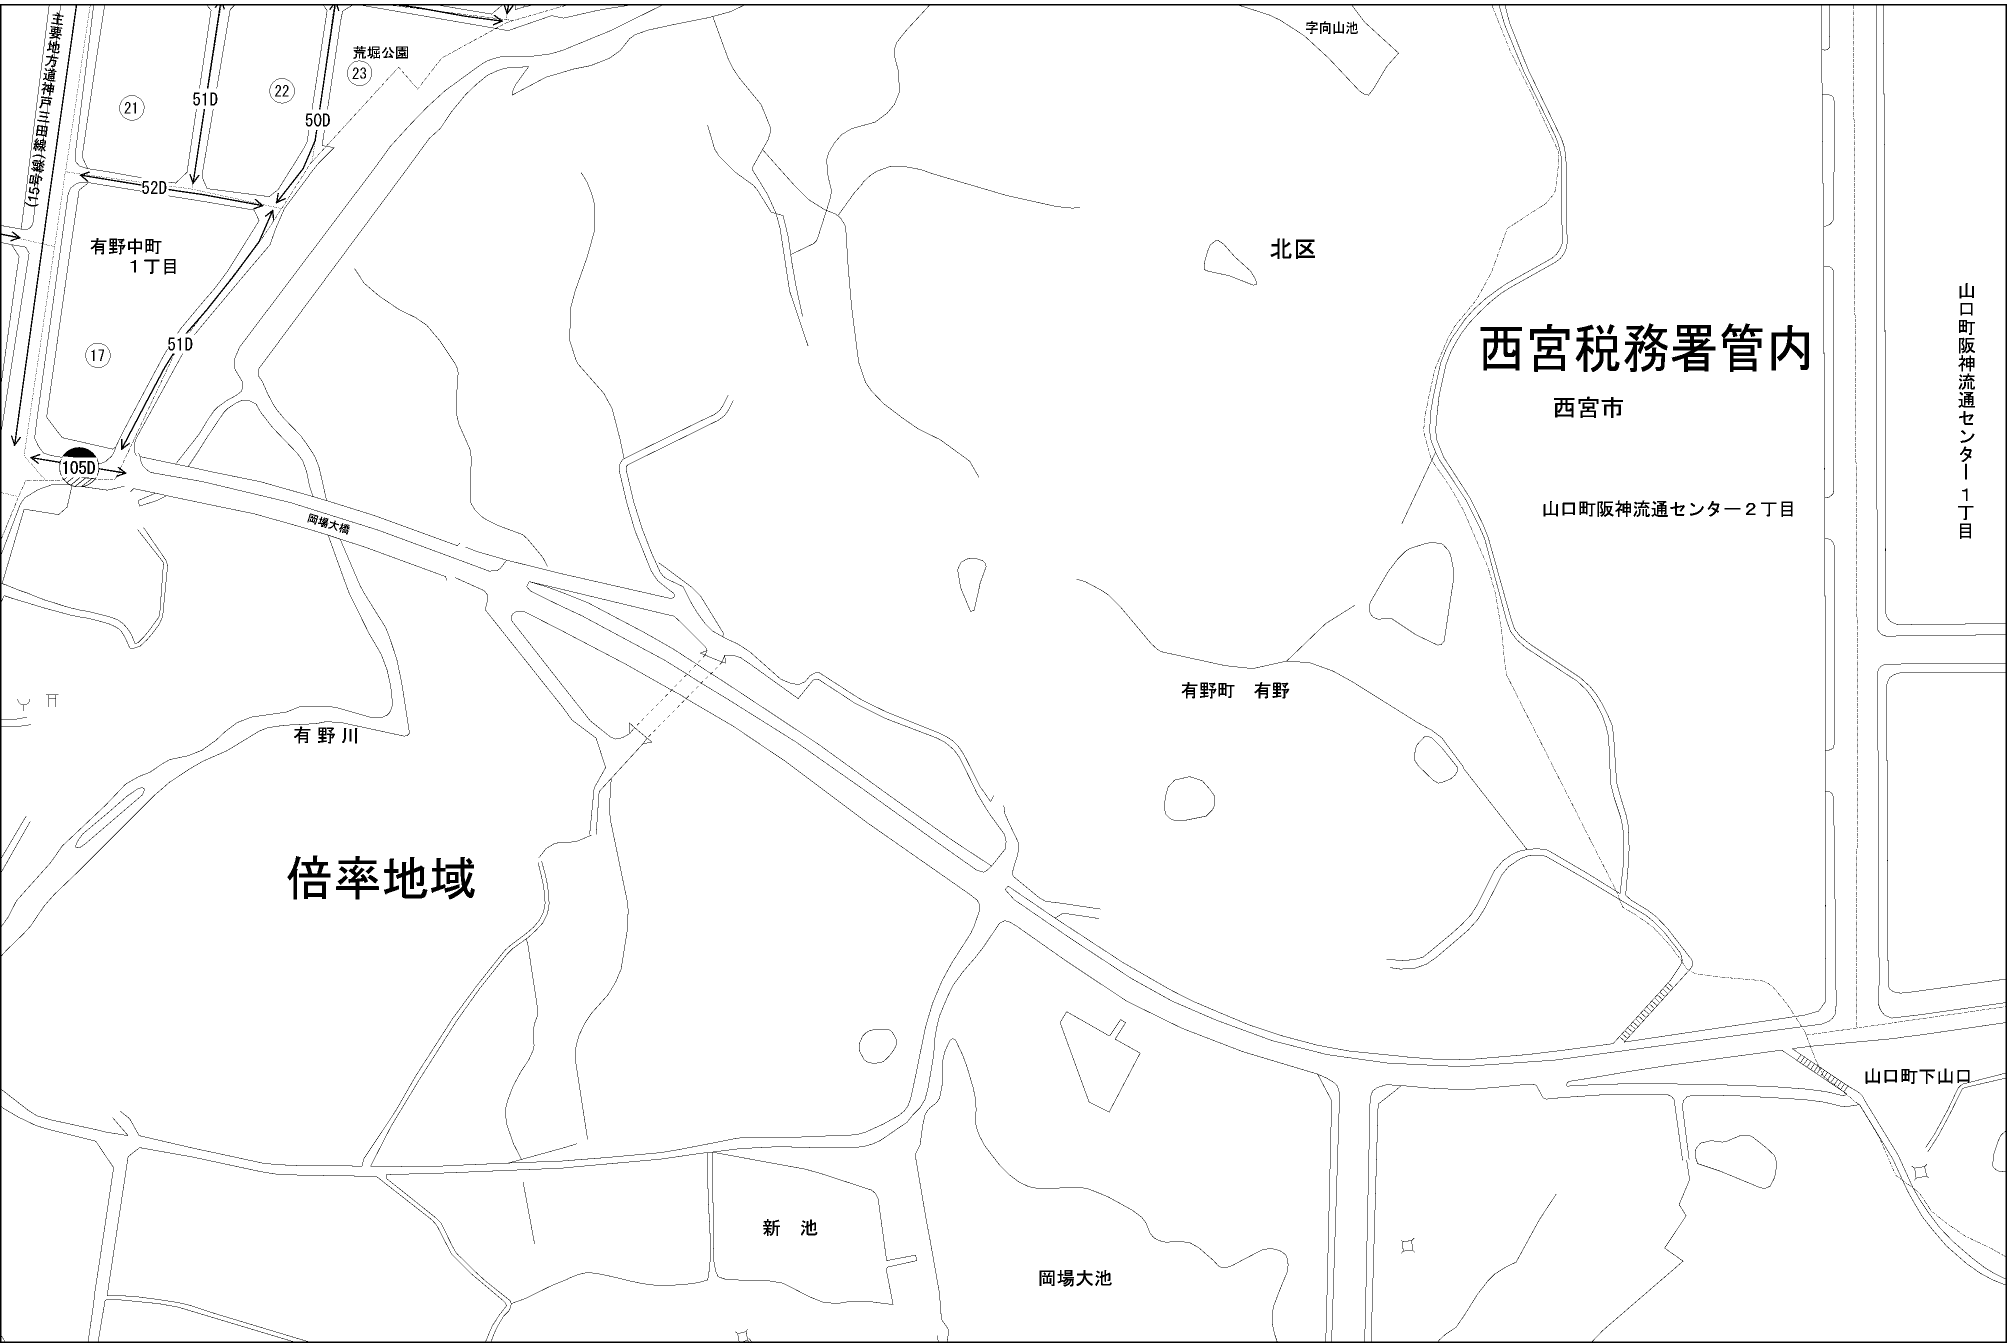 主要地方道神戸三田線(15号線)
荒堀公園
23
字向山池
21
51D
22
50D
52D
有野中町
1丁目
北区
51D
17
105D
岡場大橋
西宮税務署管内
西宮市
山口町阪神流通センター2丁目
山口町阪神流通センター1丁目
有野町 有野
有野川
倍率地域
山口町下山口
新 池
岡場大池